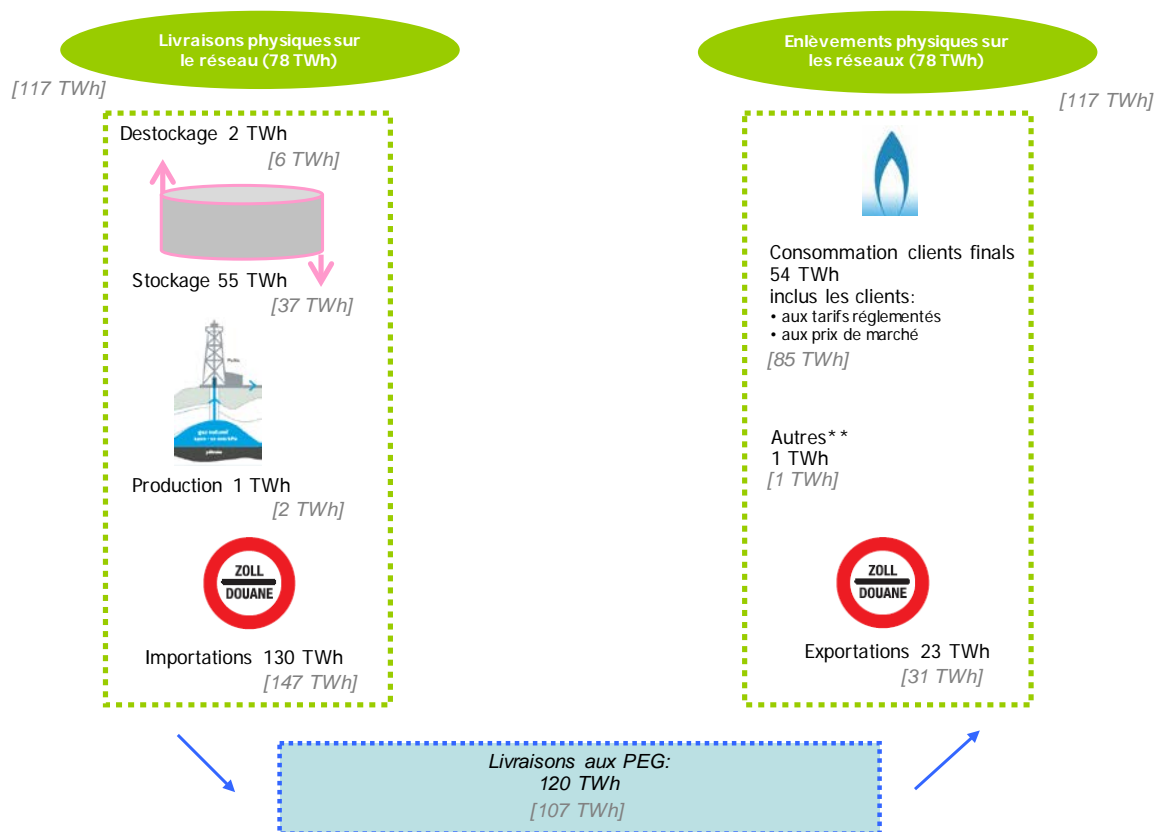 Livraisons physiques sur
le réseau (78 TWh)
[117 TWh]
Destockage 2 TWh
[6 TWh]
Stockage 55 TWh
[37 TWh]
Production 1 TWh
[2 TWh]
ZOLL
DOUANE
Importations 130 TWh
[147 TWh]
Enlèvements physiques sur
les réseaux (78 TWh)
[117 TWh]
Consommation clients finals
54 TWh
inclus les clients:
• aux tarifs réglementés
• aux prix de marché
[85 TWh]
Autres**
1 TWh
[1 TWh]
ZOLL
DOUANE
Exportations 23 TWh
[31 TWh]
Livraisons aux PEG:
120 TWh
[107 TWh]